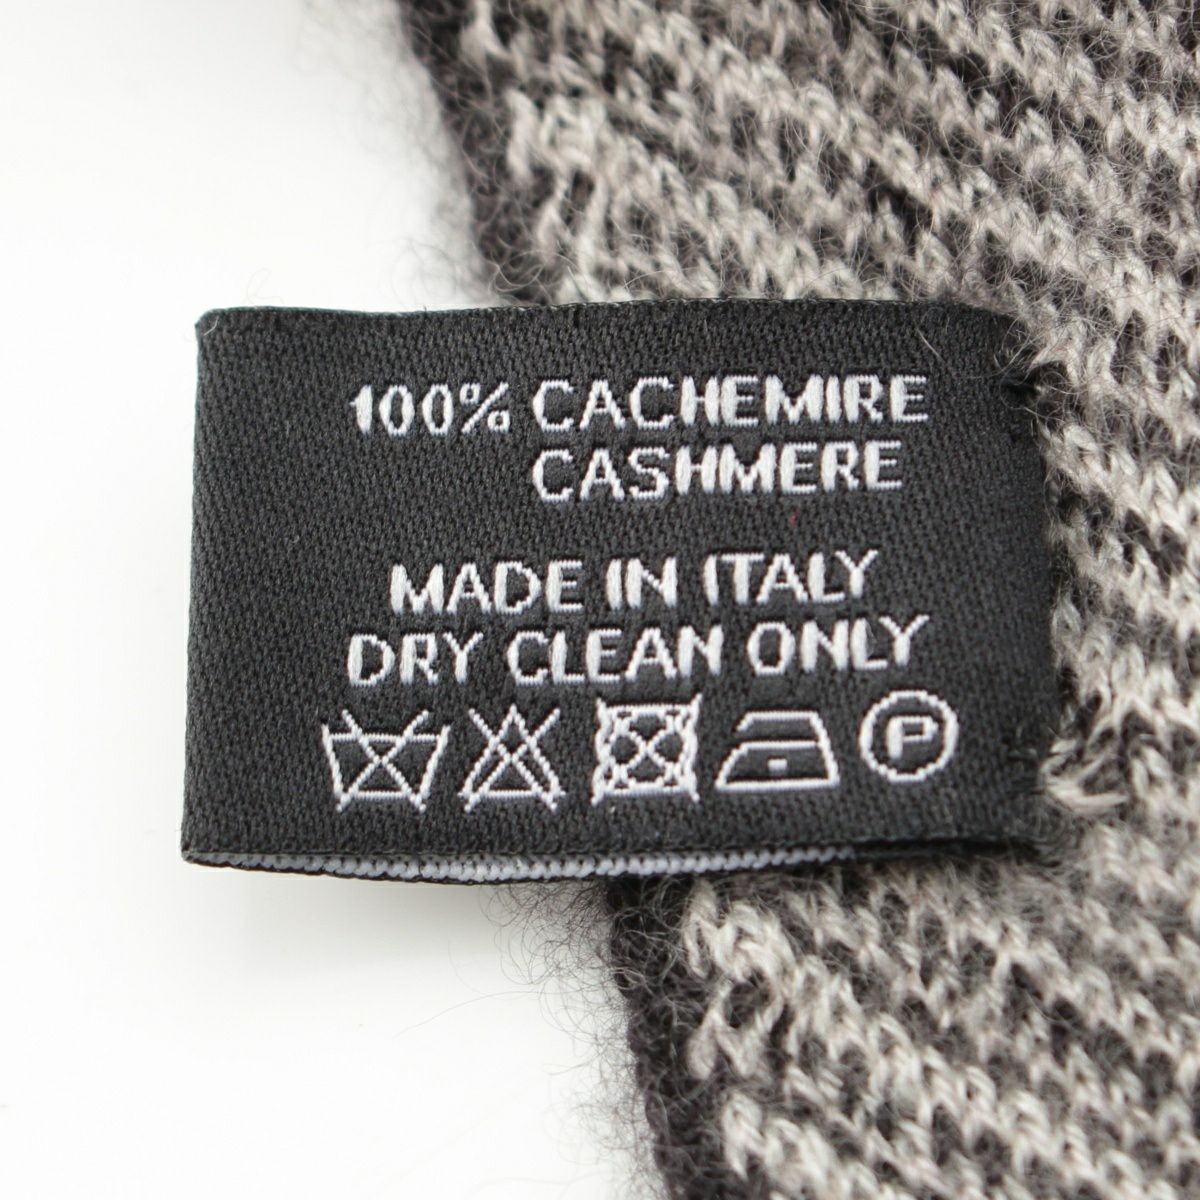 100% CACHEMIRE
CASHMERE
MADE IN ITALY
DRY CLEAN ONLY
P